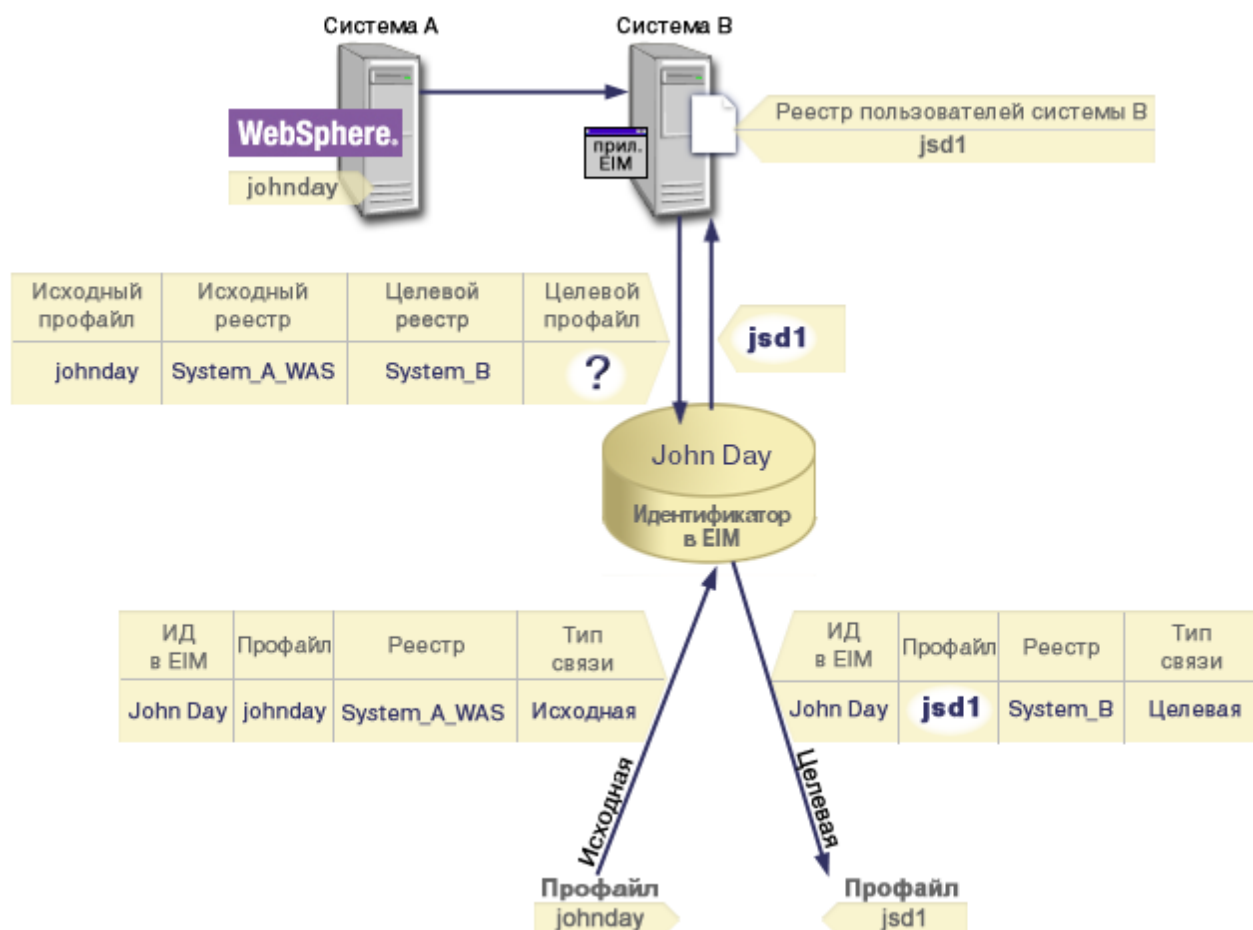 Система A
Система B
WebSphere.
johnday
прил.
EIM
Реестр пользователей системы B
jsd1
Исходный профайл
Исходный реестр
Целевой реестр
Целевой профайл
johnday
System_A_WAS
System_B
?
jsd1
John Day
Идентификатор
в EIM
ИД
в EIM
Профайл
Реестр
Тип
связи
John Day
johnday
System_A_WAS
Исходная
ИД
в EIM
Профайл
Реестр
Тип
связи
John Day
jsd1
System_B
Целевая
Исходная
Целевая
Профайл
johnday
Профайл
jsd1